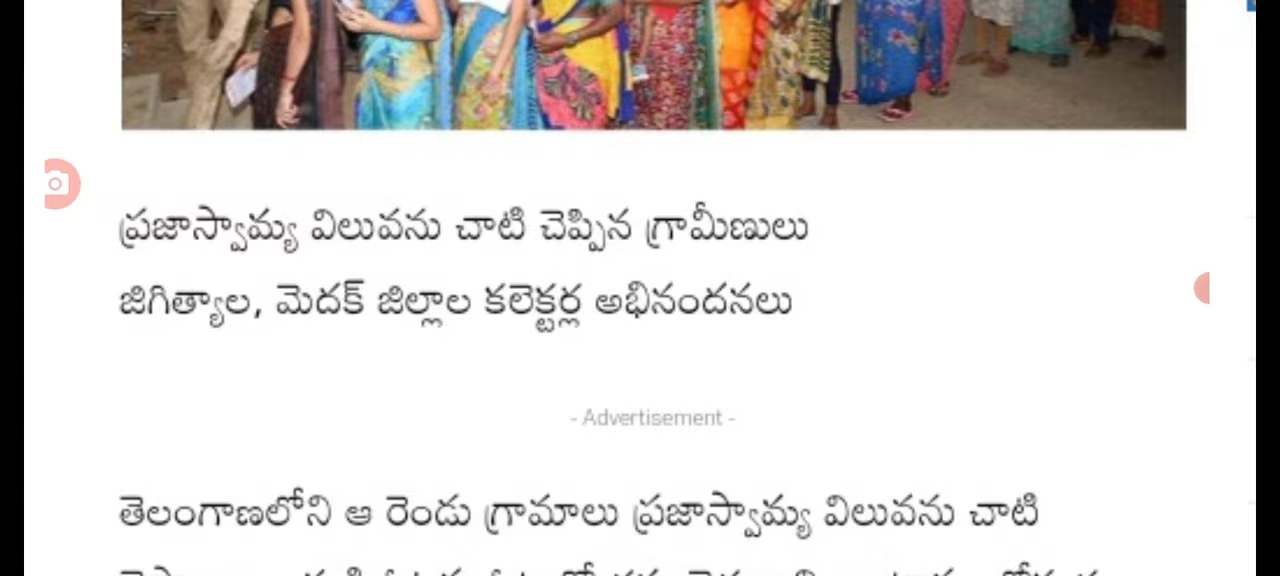 ప్రజాస్వామ్య విలువను చాటి చెప్పిన గ్రామీణులు
జిగిత్యాల, మెదక్ జిల్లాల కలెక్టర్ల అభినందనలు
- Advertisement -
తెలంగాణలోని ఆ రెండు గ్రామాలు ప్రజాస్వామ్య విలువను చాటి